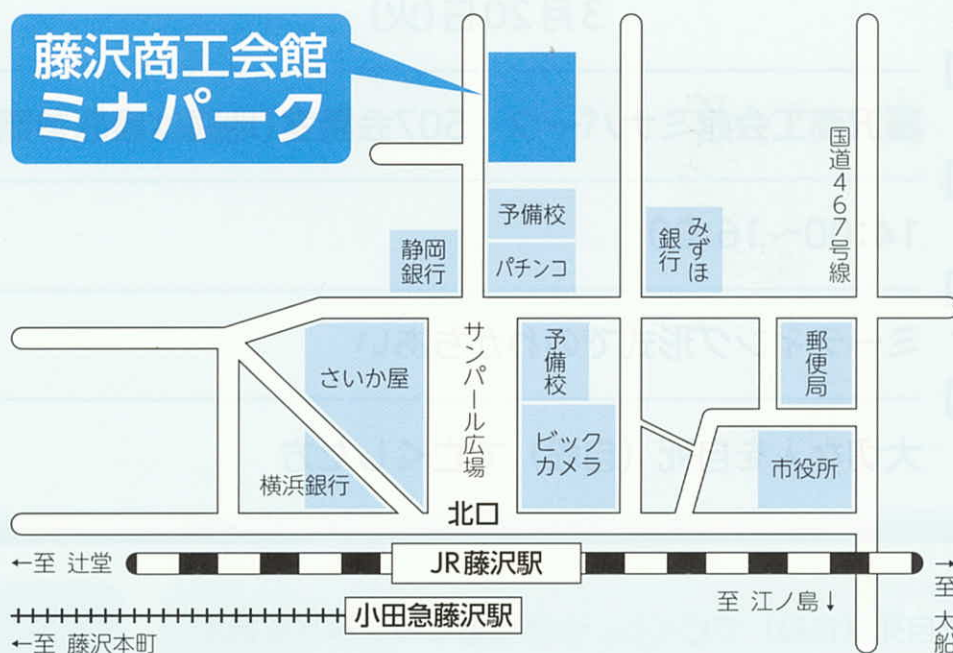 藤沢商工会館
ミナパーク
予備校
パチンコ
静岡
銀行
みずほ
銀行
国道467号線
さいか屋
横浜銀行
サンパール広場
予備校
ビック
カメラ
郵便局
市役所
北口
←至 辻堂
JR藤沢駅
→至 大船
至 江ノ島↓
小田急藤沢駅
←至 藤沢本町